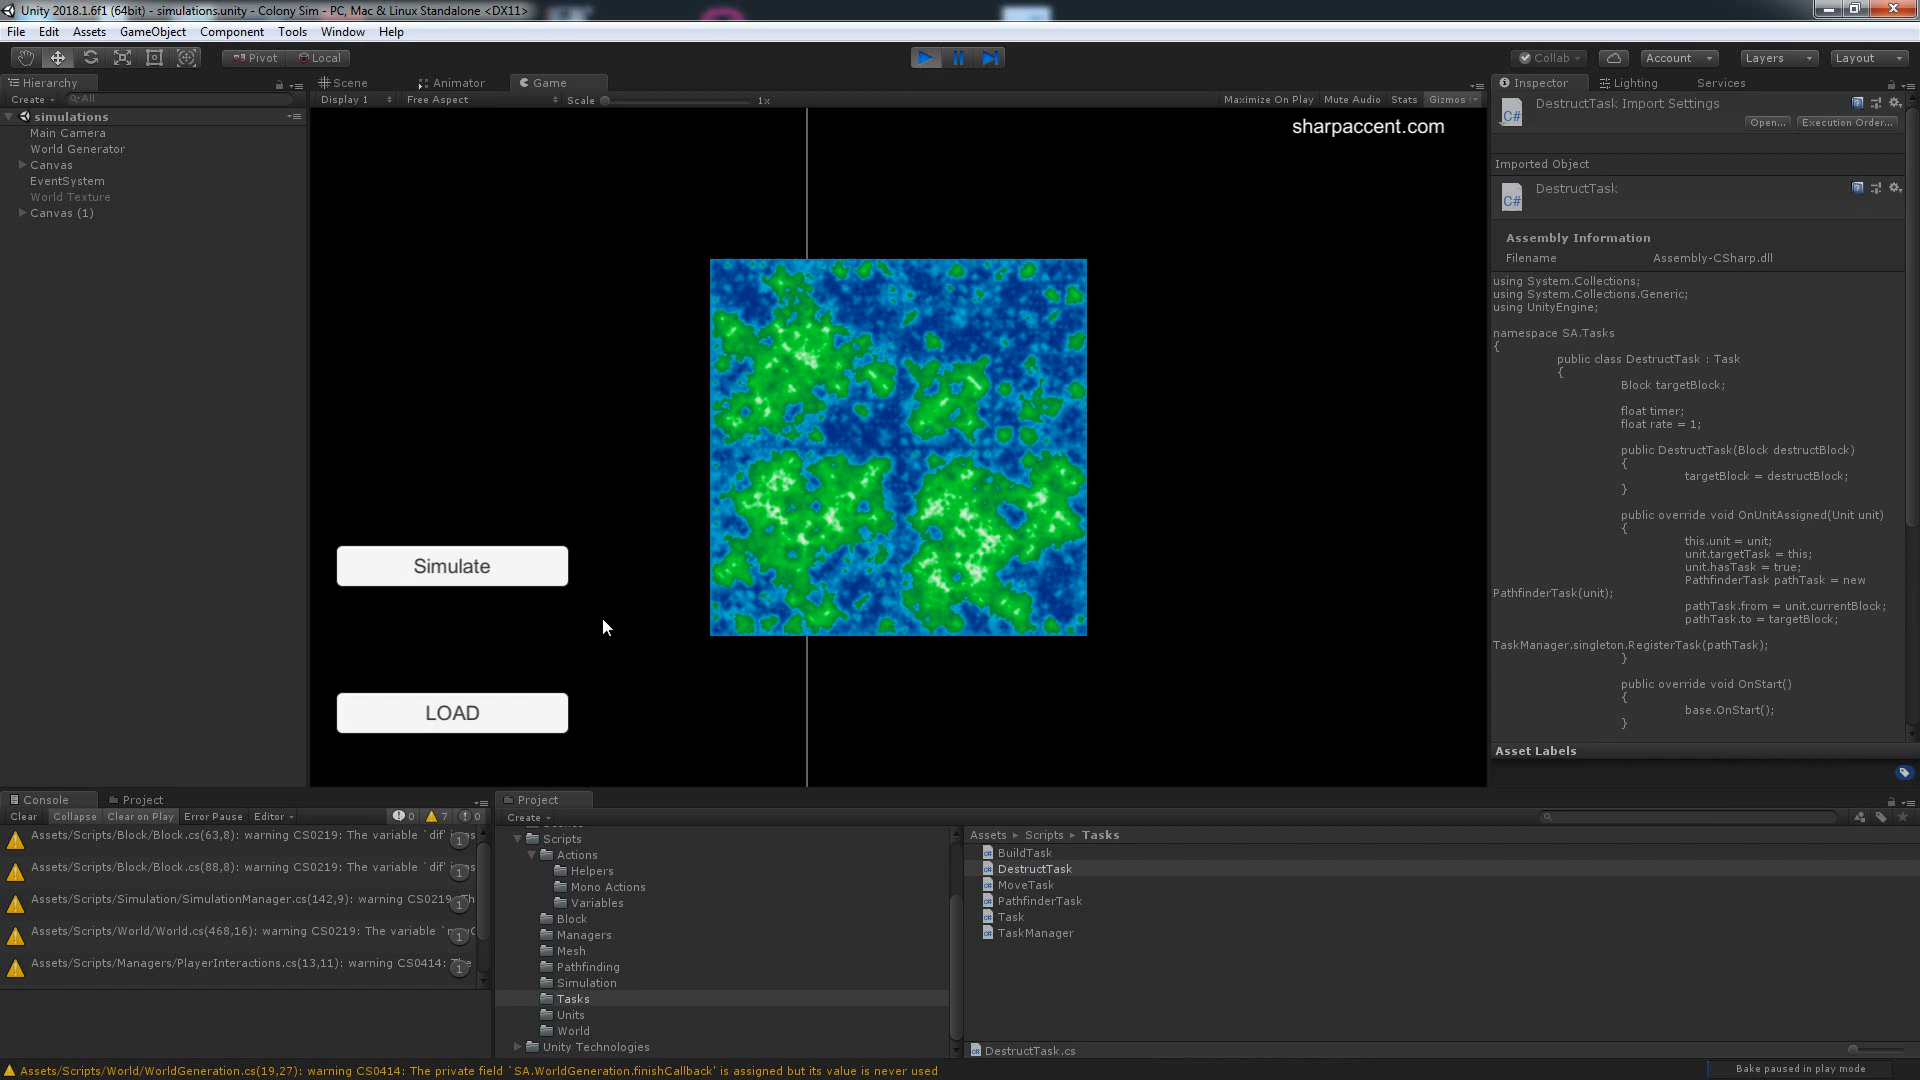 Unity 2018.1.6f1 (64bit) - simulations.unity - Colony Sim - PC, Mac & Linux Standalone <DX11>
File Edit Assets GameObject Component Tools Window Help
Pivot Local Collab Account Layers Layout
Hierarchy
Create All
simulations
Main Camera
World Generator
Canvas
EventSystem
World Texture
Canvas (1)
Scene Animator Game
Display 1 Free Aspect Scale 1x Maximize On Play Mute Audio Stats Gizmos
sharpaccent.com
Simulate
LOAD
Inspector Lighting Services
DestructTask Import Settings
Open... Execution Order...
Imported Object
DestructTask
Assembly Information
Filename Assembly-CSharp.dll
using System.Collections;
using System.Collections.Generic;
using UnityEngine;
namespace SA.Tasks
{
public class DestructTask : Task
{
Block targetBlock;
float timer;
float rate = 1;
public DestructTask(Block destructBlock)
{
targetBlock = destructBlock;
}
public override void OnUnitAssigned(Unit unit)
{
this.unit = unit;
unit.targetTask = this;
unit.hasTask = true;
PathfinderTask pathTask = new
PathfinderTask(unit);
pathTask.from = unit.currentBlock;
pathTask.to = targetBlock;
TaskManager.singleton.RegisterTask(pathTask);
}
public override void OnStart()
{
base.OnStart();
}
Asset Labels
Console Project
Clear Collapse Clear on Play Error Pause Editor 0 7 0
Assets/Scripts/Block/Block.cs(63,8): warning CS0219: The variable `dif'
1
Assets/Scripts/Block/Block.cs(88,8): warning CS0219: The variable `dif'
1
Assets/Scripts/Simulation/SimulationManager.cs(142,9): warning CS0219:
1
Assets/Scripts/World/World.cs(468,16): warning CS0219: The variable
1
Assets/Scripts/Managers/PlayerInteractions.cs(13,11): warning CS0414:
1
Project
Create
Scripts
Actions
Helpers
Mono Actions
Variables
Block
Managers
Mesh
Pathfinding
Simulation
Tasks
Units
World
Unity Technologies
Assets Scripts Tasks
BuildTask
DestructTask
MoveTask
PathfinderTask
Task
TaskManager
DestructTask.cs
Assets/Scripts/World/WorldGeneration.cs(19,27): warning CS0414: The private field `SA.WorldGeneration.finishCallback' is assigned but its value is never used
Bake paused in play mode